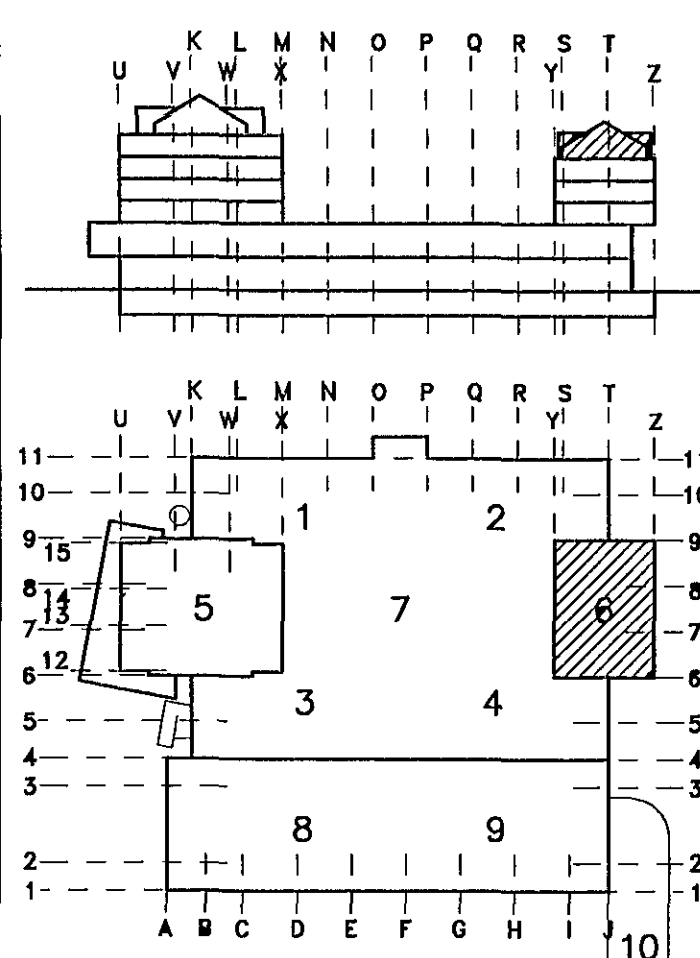 K L M N O P Q R S T
U V W X Y Z
K L M N O P Q R S T
U V W X Y Z
11 11
10 1 2 10
9 9
15
8 8
14 5 7 6
13
7 7
12
6 6
3 4
5 5
4 4
3 3
8 9
2 2
1 1
A B C D E F G H I J
10